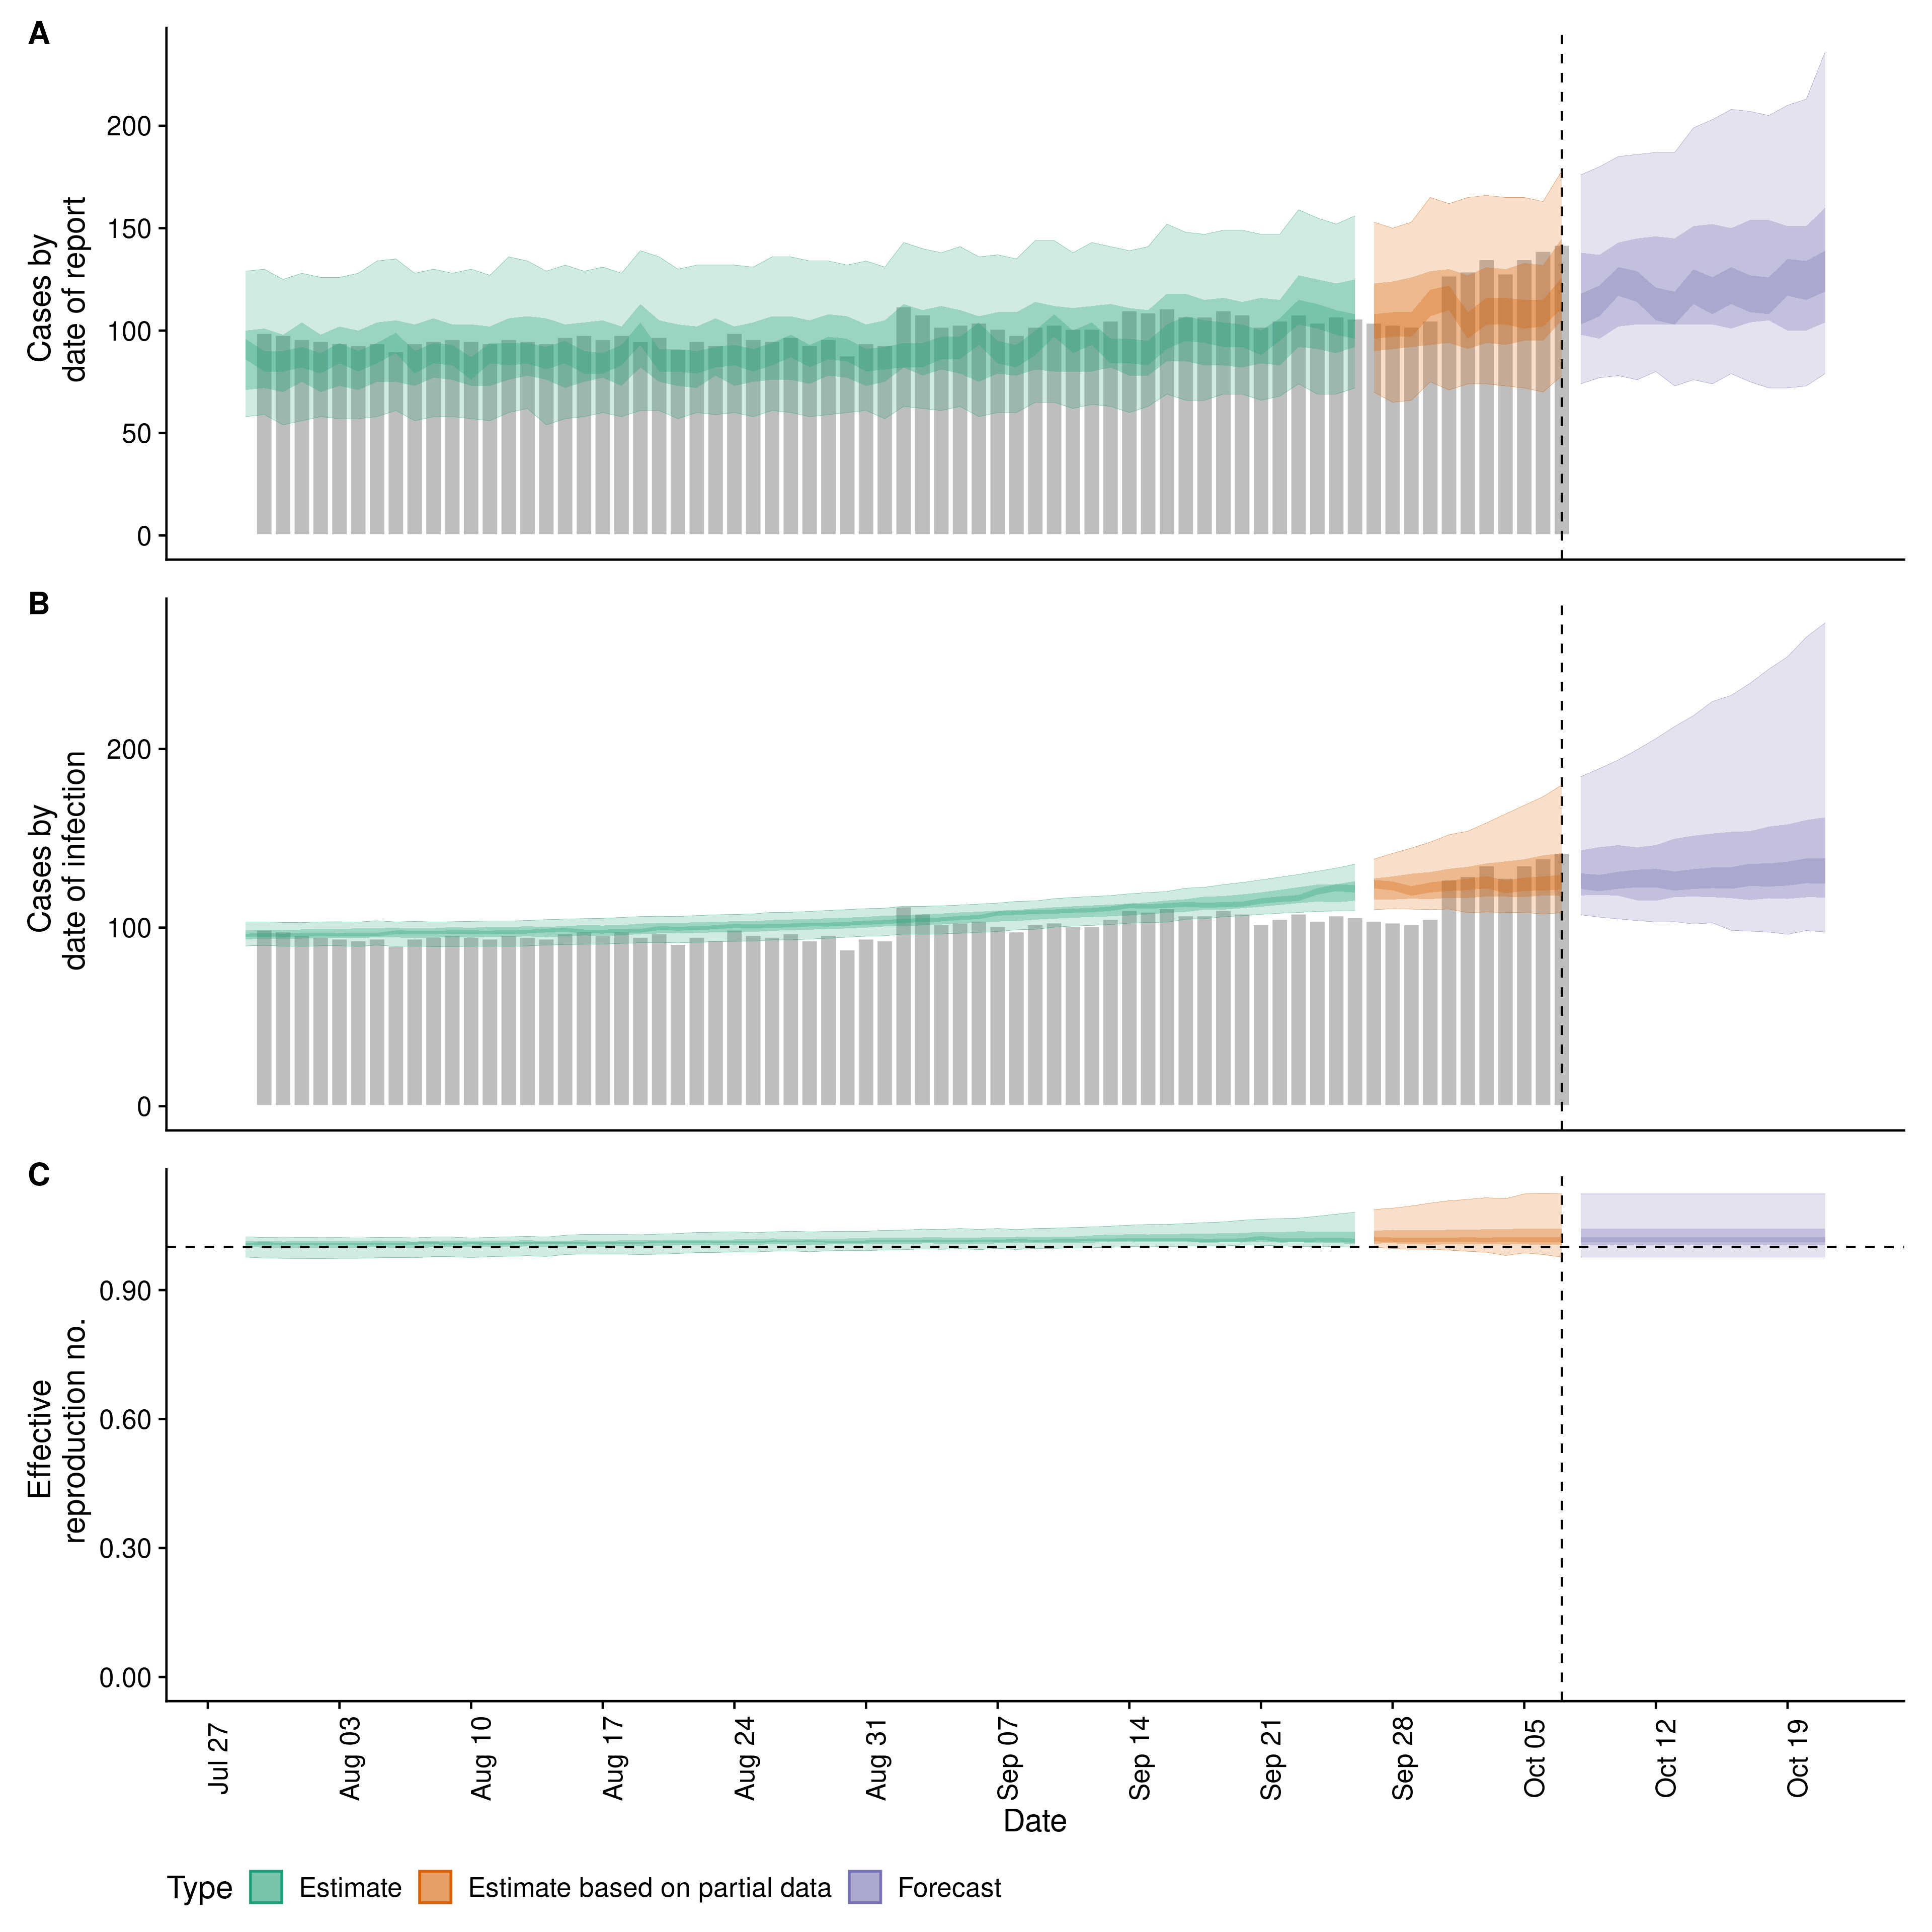 A
Cases by
date of report
200
150
100
50
0
B
Cases by
date of infection
200
100
0
C
Effective
reproduction no.
0.90
0.60
0.30
0.00
Jul 27
Aug 03
Aug 10
Aug 17
Aug 24
Aug 31
Sep 07
Sep 14
Sep 21
Sep 28
Oct 05
Oct 12
Oct 19
Date
Type Estimate Estimate based on partial data Forecast